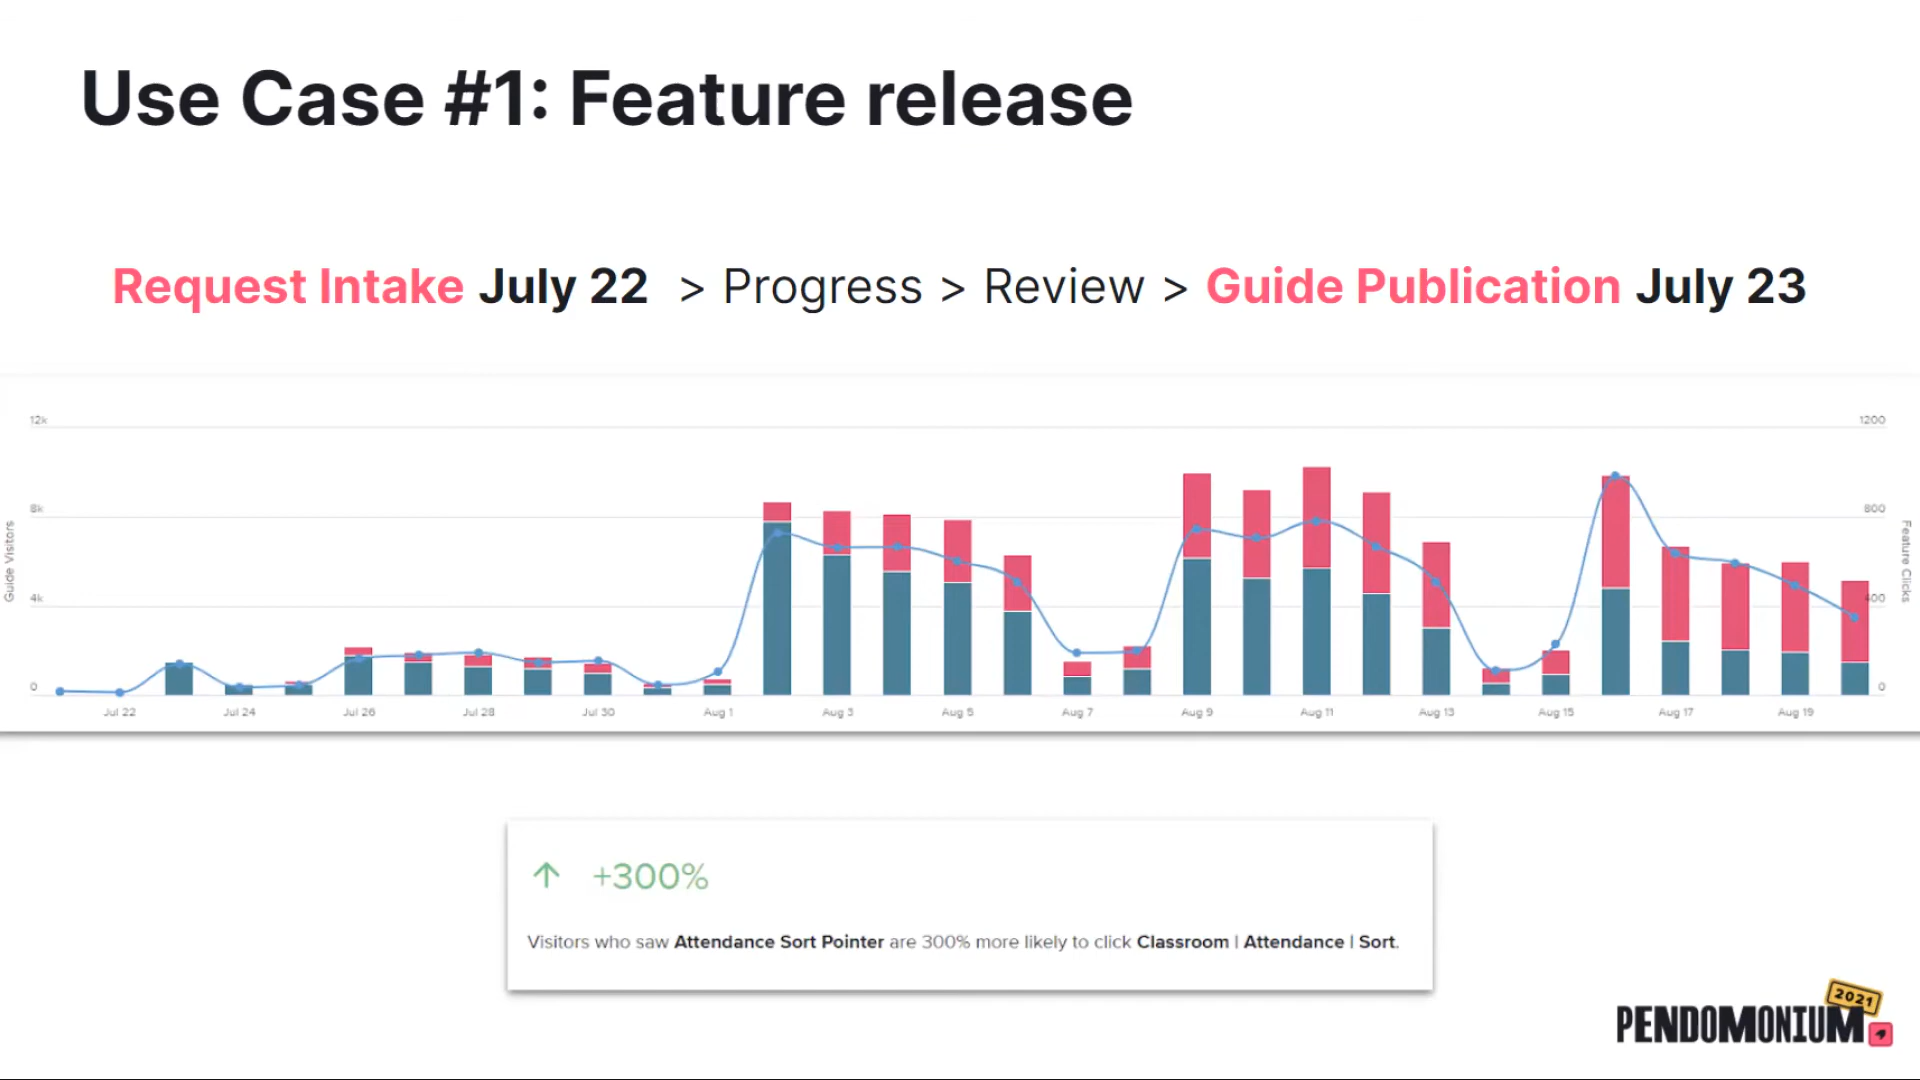 Use Case #1: Feature release
Request Intake July 22 > Progress > Review > Guide Publication July 23
12k
1200
8k
800
4k
400
0
0
Guide Visitors
Feature Clicks
Jul 22
Jul 24
Jul 26
Jul 28
Jul 30
Aug 1
Aug 3
Aug 5
Aug 7
Aug 9
Aug 11
Aug 13
Aug 15
Aug 17
Aug 19
+300%
Visitors who saw Attendance Sort Pointer are 300% more likely to click Classroom | Attendance | Sort.
2021
PENDOMONIUM